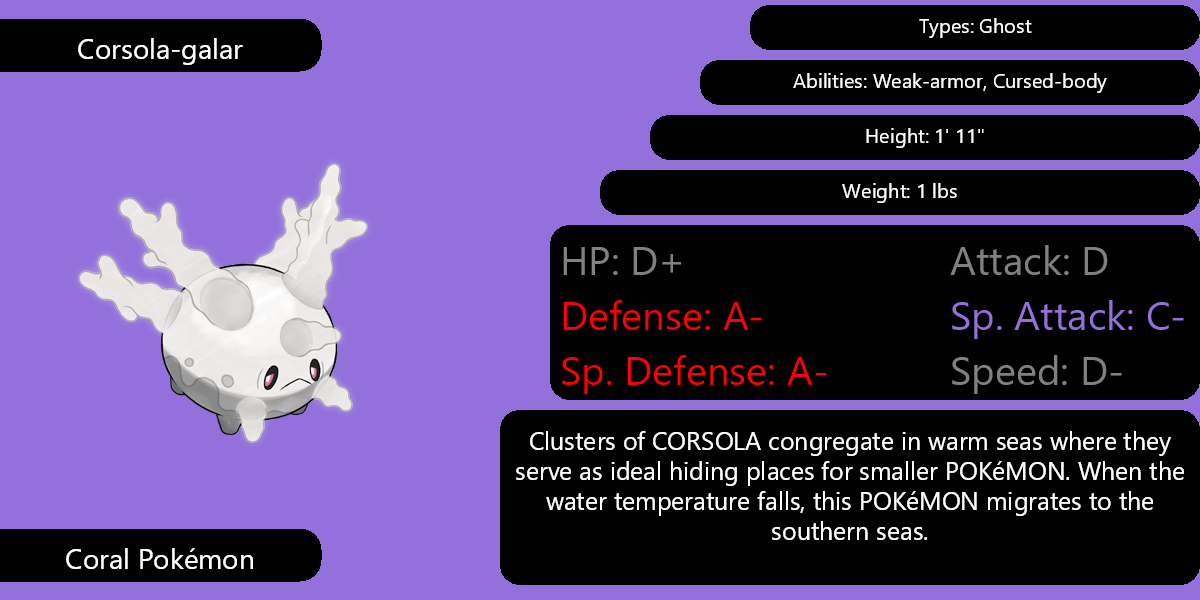 Corsola-galar
Types: Ghost
Abilities: Weak-armor, Cursed-body
Height: 1' 11"
Weight: 1 lbs
HP: D+
Attack: D
Defense: A-
Sp. Attack: C-
Sp. Defense: A-
Speed: D-
Clusters of CORSOLA congregate in warm seas where they
serve as ideal hiding places for smaller POKéMON. When the
water temperature falls, this POKéMON migrates to the
southern seas.
Coral Pokémon